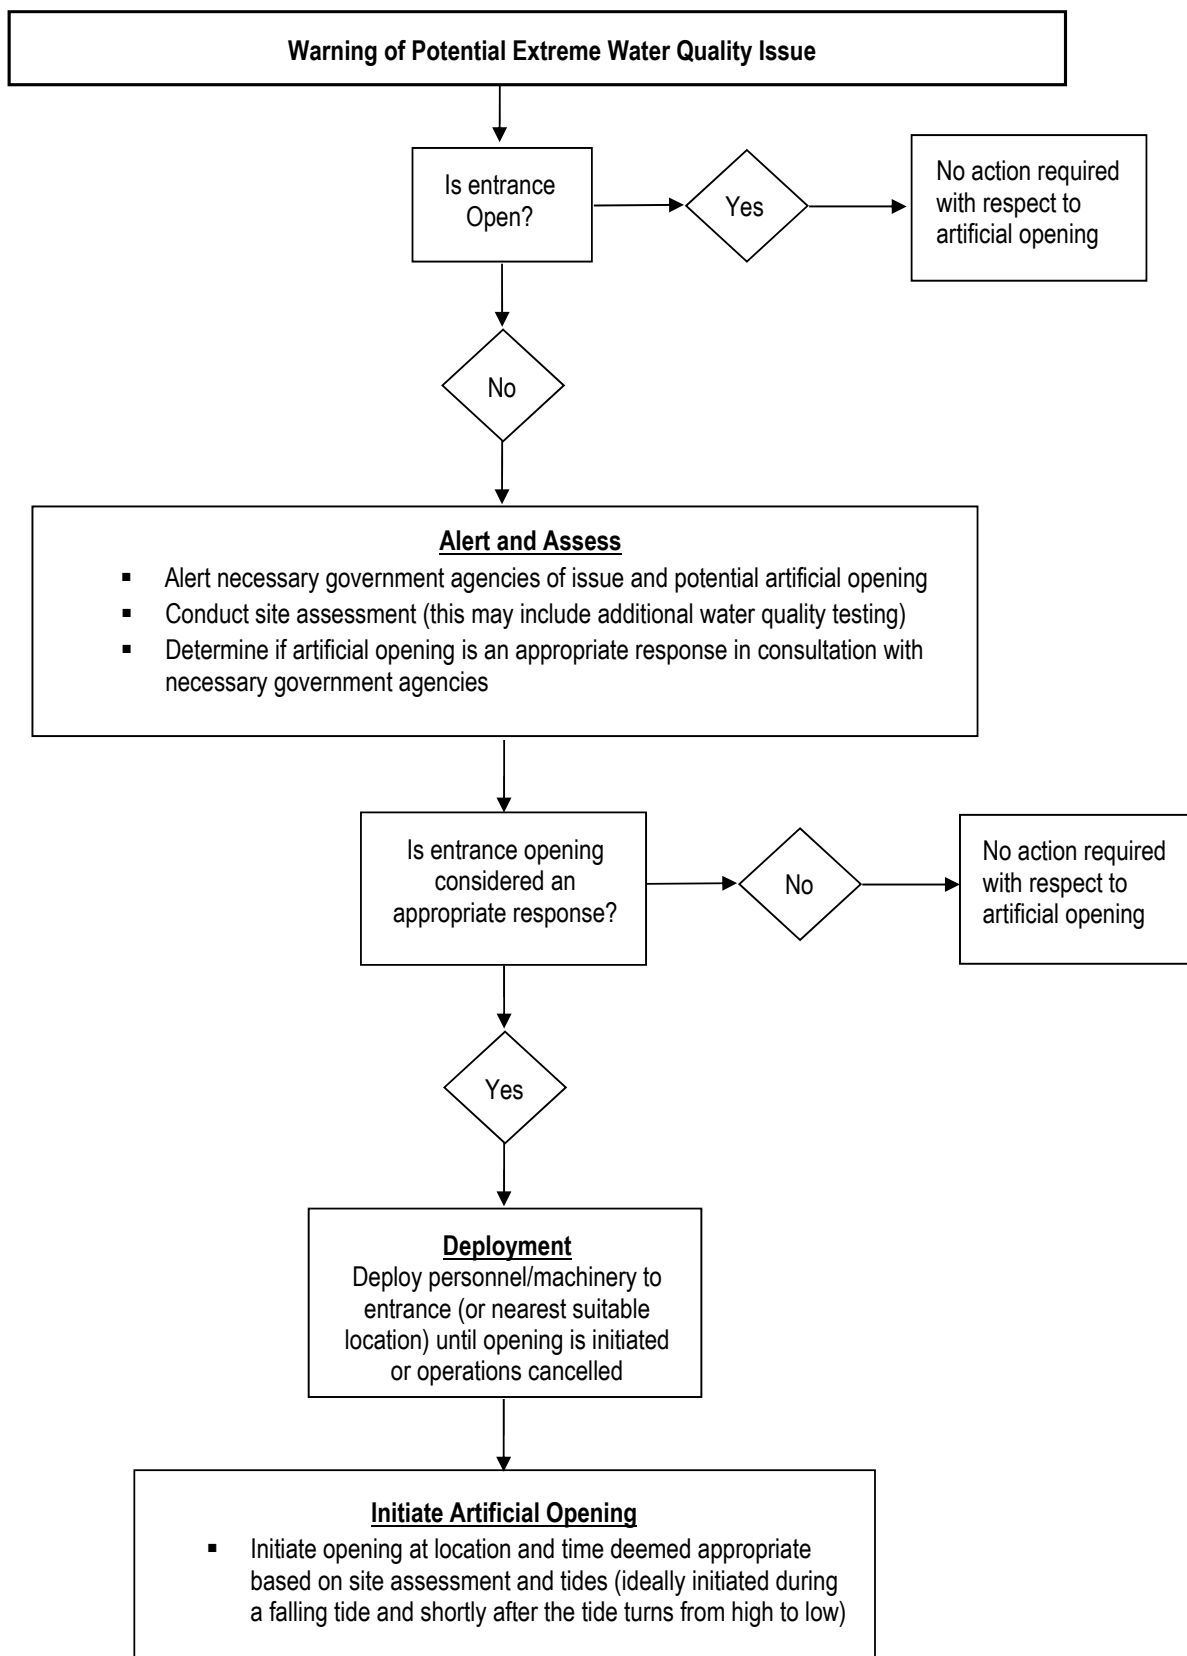 Warning of Potential Extreme Water Quality Issue
Is entrance
Open?
Yes
No action required
with respect to
artificial opening
No
Alert and Assess
▪ Alert necessary government agencies of issue and potential artificial opening
▪ Conduct site assessment (this may include additional water quality testing)
▪ Determine if artificial opening is an appropriate response in consultation with
necessary government agencies
Is entrance opening
considered an
appropriate response?
No
No action required
with respect to
artificial opening
Yes
Deployment
Deploy personnel/machinery to
entrance (or nearest suitable
location) until opening is initiated
or operations cancelled
Initiate Artificial Opening
▪ Initiate opening at location and time deemed appropriate
based on site assessment and tides (ideally initiated during
a falling tide and shortly after the tide turns from high to low)